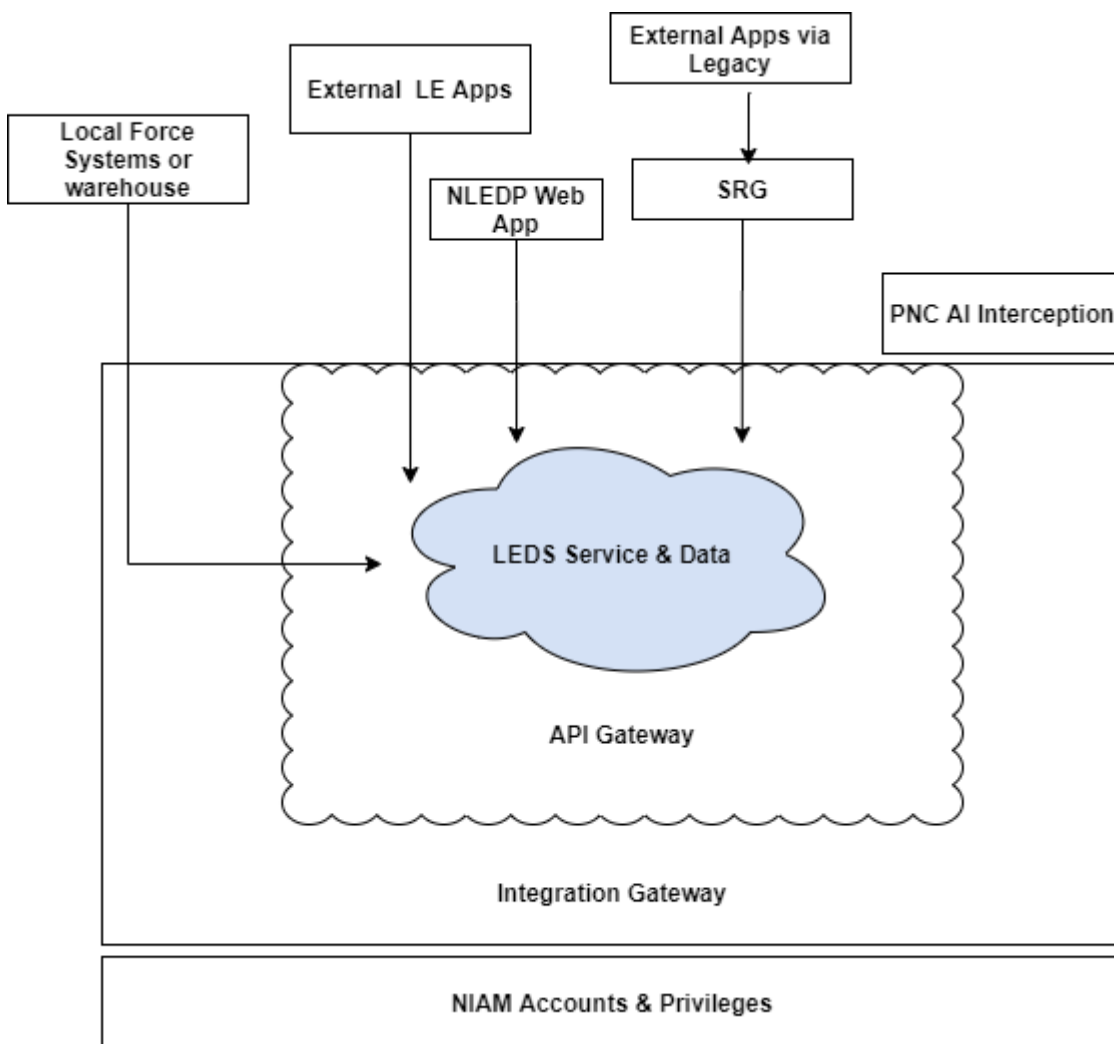 External Apps via
Legacy
External  LE Apps
Local Force
Systems or
warehouse
NLEDP Web
App
SRG
PNC AI Interception
LEDS Service & Data
API Gateway
Integration Gateway
NIAM Accounts & Privileges